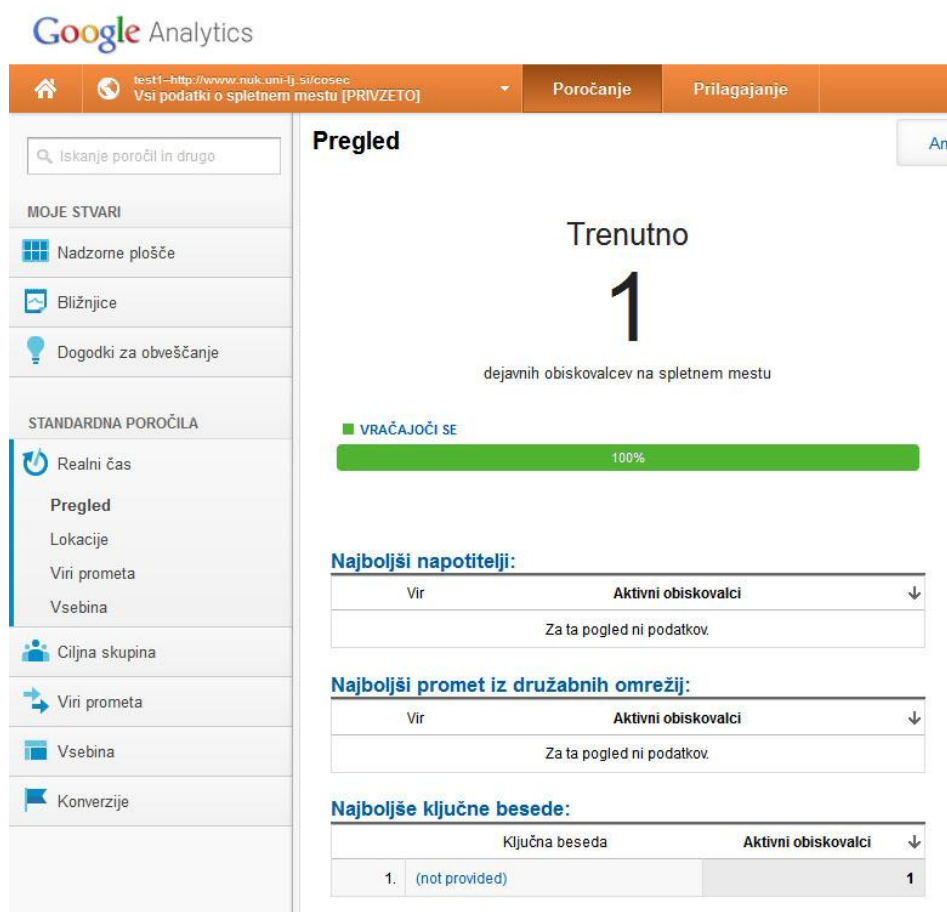 Google Analytics
test1–http://www.nuk.uni-lj.si/cosec
Vsi podatki o spletnem mestu [PRIVZETO]
Poročanje
Prilagajanje
Iskanje poročil in drugo
MOJE STVARI
Nadzorne plošče
Bližnjice
Dogodki za obveščanje
STANDARDNA POROČILA
Realni čas
Pregled
Lokacije
Viri prometa
Vsebina
Ciljna skupina
Viri prometa
Vsebina
Konverzije
Pregled
Trenutno
1
dejavnih obiskovalcev na spletnem mestu
VRAČAJOČI SE
100%
Najboljši napotitelji:
Vir Aktivni obiskovalci
Za ta pogled ni podatkov.
Najboljši promet iz družabnih omrežij:
Vir Aktivni obiskovalci
Za ta pogled ni podatkov.
Najboljše ključne besede:
Ključna beseda Aktivni obiskovalci
1. (not provided) 1